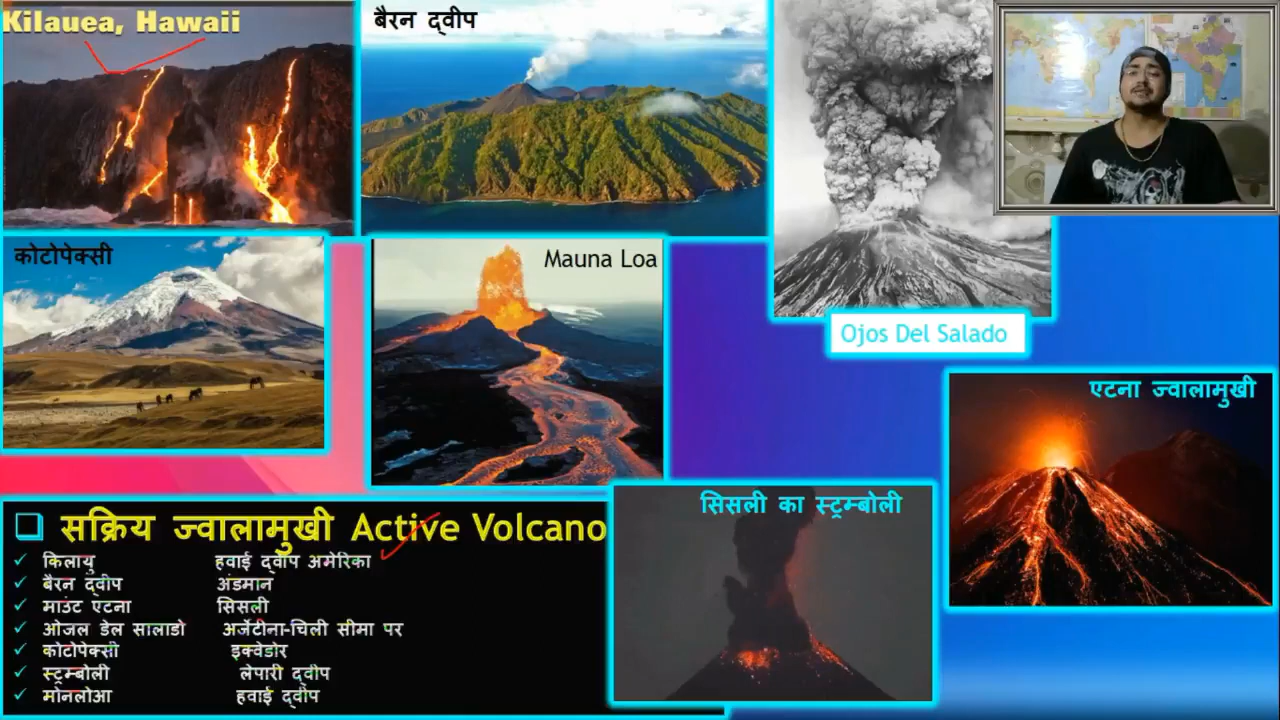 Kilauea, Hawaii
बैरन द्वीप
कोटोपेक्सी
Mauna Loa
Ojos Del Salado
एटना ज्वालामुखी
सिसली का स्ट्रम्बोली
सक्रिय ज्वालामुखी Active Volcano
किलायु हवाई द्वीप अमेरिका
बैरन द्वीप अंडमान
माउंट एटना सिसली
ओजल डेल सालाडो अर्जेंटीना-चिली सीमा पर
कोटोपेक्सी इक्वेडोर
स्ट्रम्बोली लेपारी द्वीप
मोनलोआ हवाई द्वीप